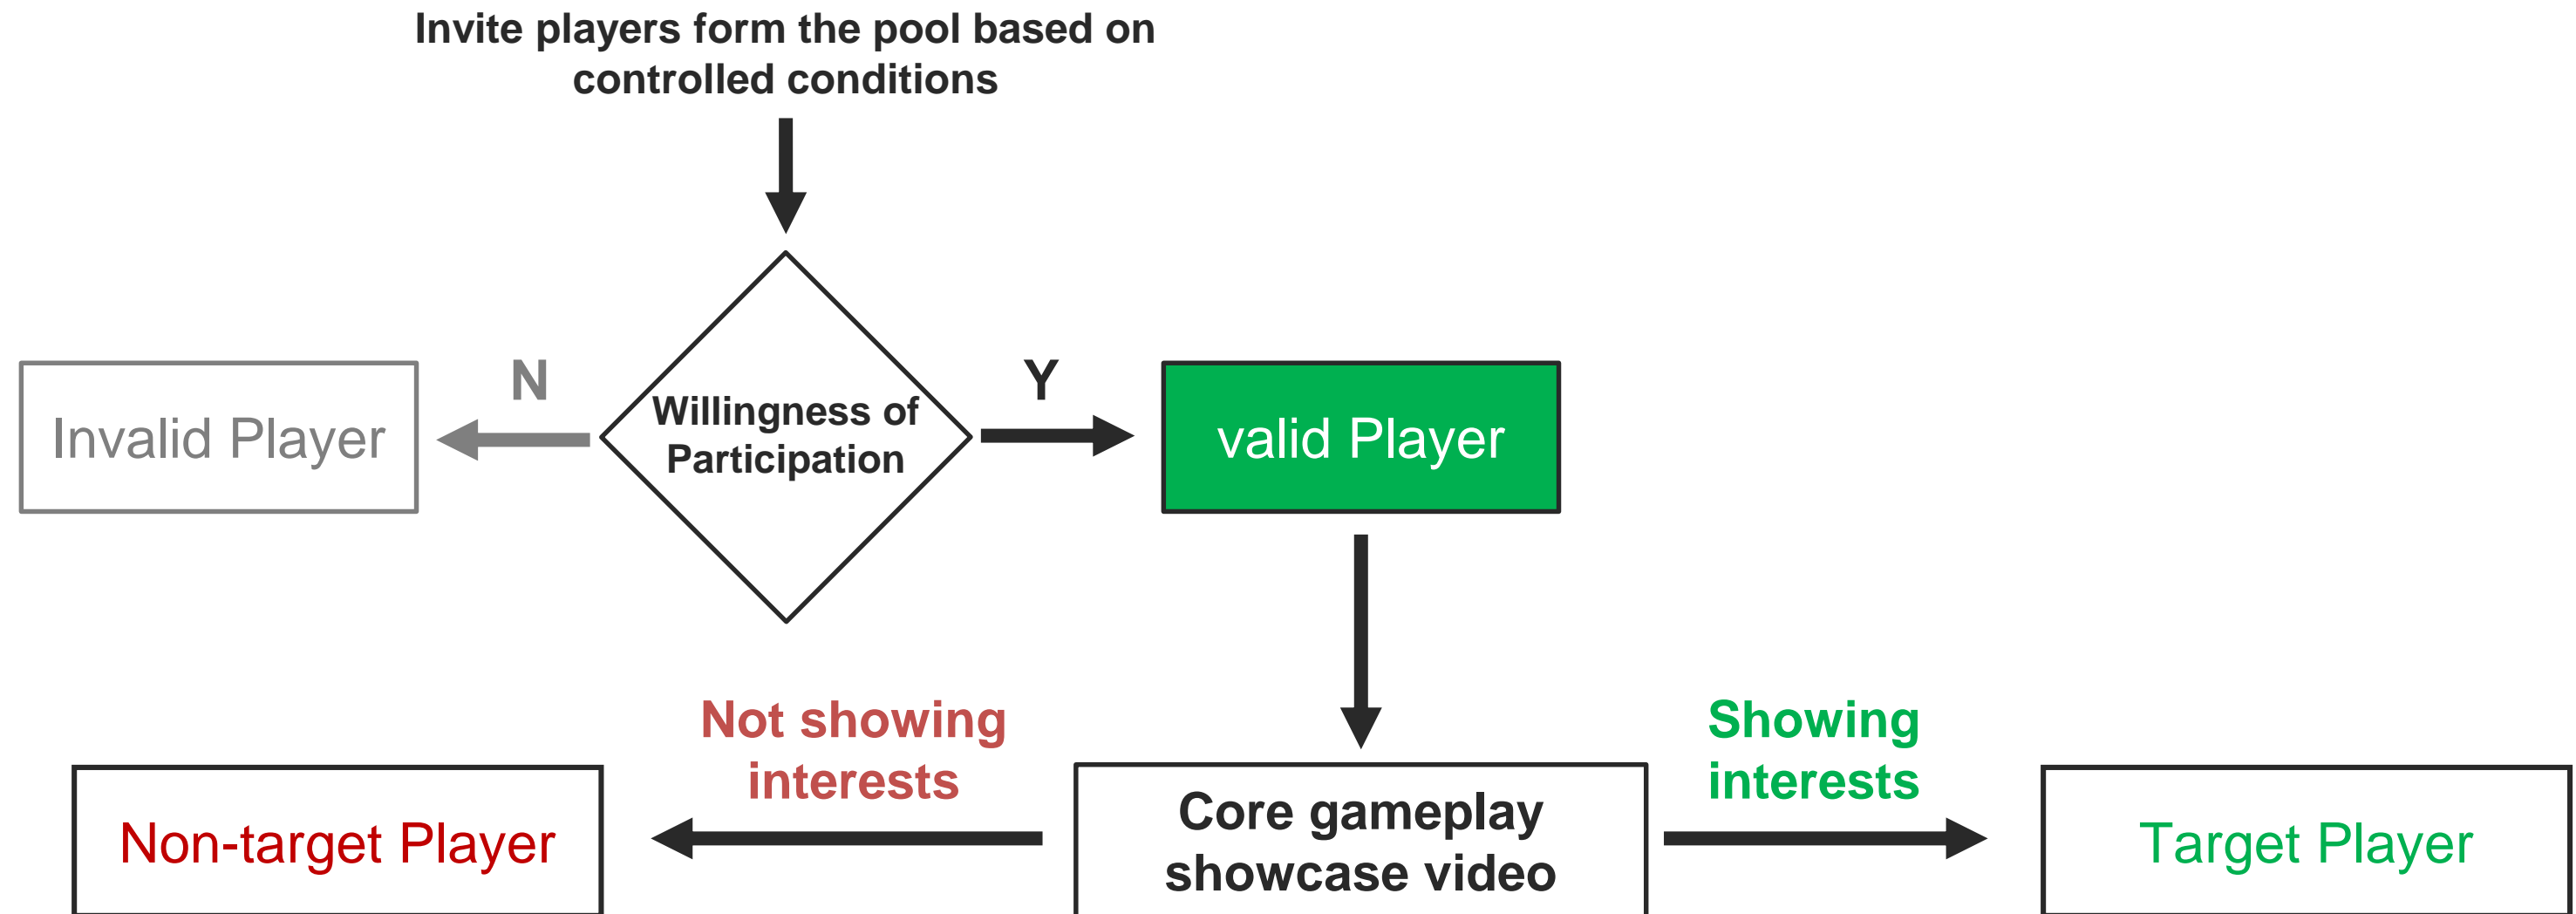 Invite players form the pool based on
controlled conditions
N
Y
Invalid Player
Willingness of
Participation
valid Player
Not showing
interests
Showing
interests
Non-target Player
Core gameplay
showcase video
Target Player